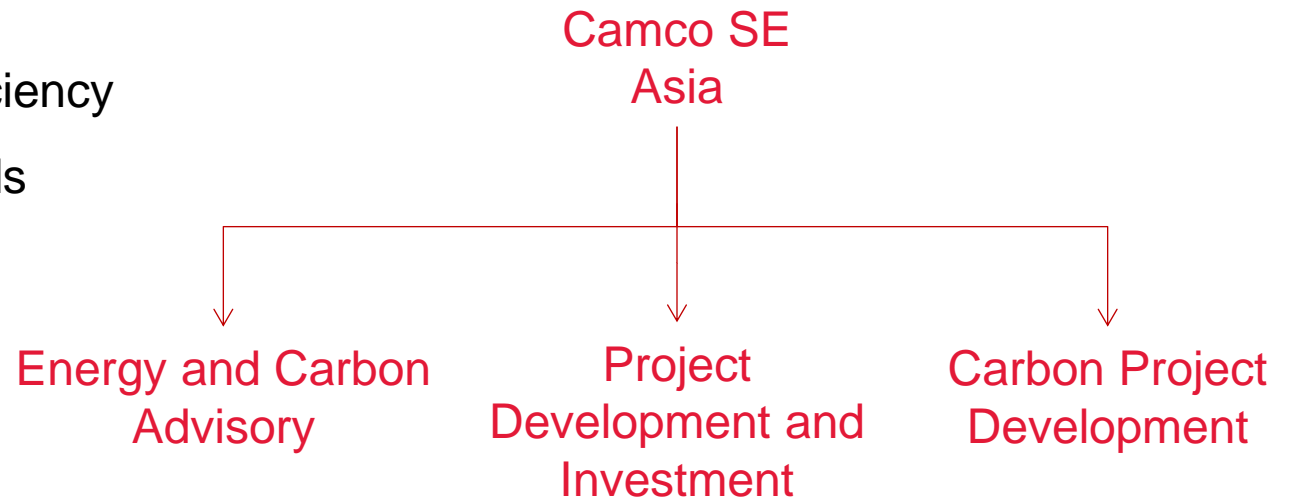 Camco SE
Asia
Energy and Carbon
Advisory
Project
Development and
Investment
Carbon Project
Development